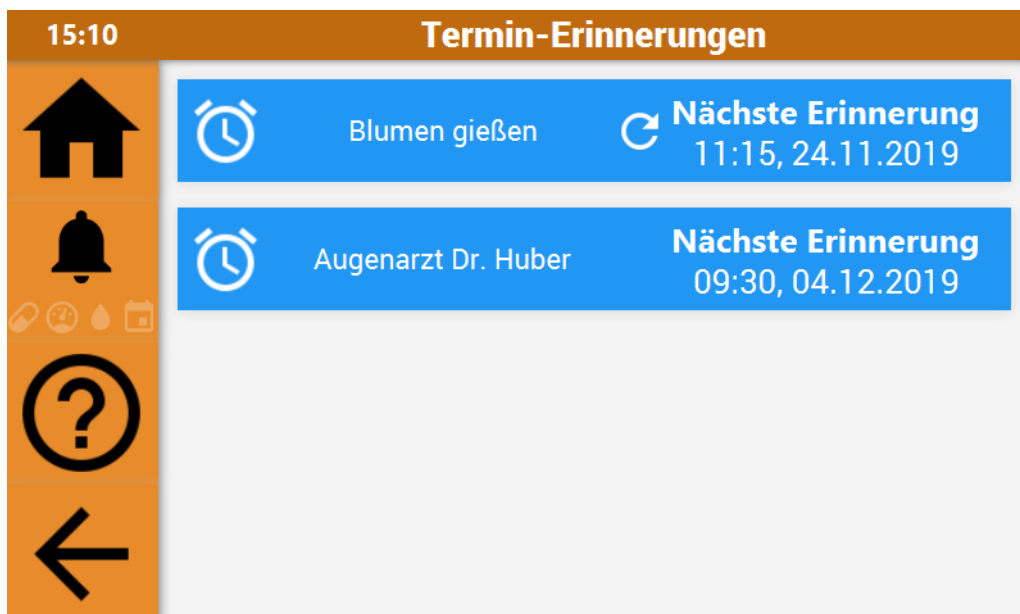 15:10
Termin-Erinnerungen
Blumen gießen
Nächste Erinnerung
11:15, 24.11.2019
Augenarzt Dr. Huber
Nächste Erinnerung
09:30, 04.12.2019